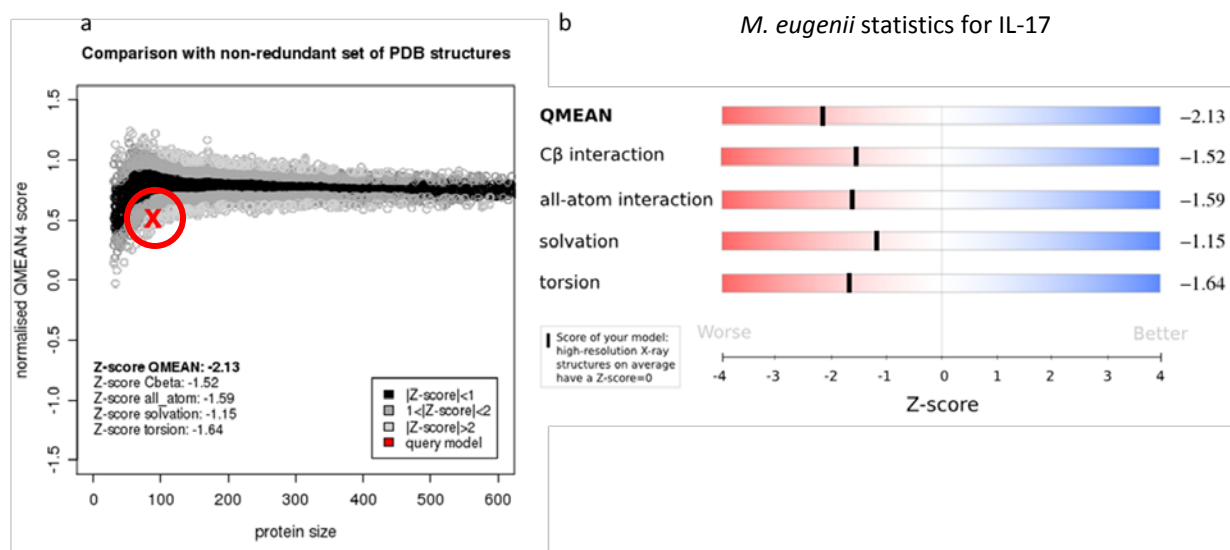 a
Comparison with non-redundant set of PDB structures
normalised QMEAN4 score
1.5
1.0
0.5
0.0
-0.5
-1.0
-1.5
X
Z-score QMEAN: -2.13
Z-score Cbeta: -1.52
Z-score all_atom: -1.59
Z-score solvation: -1.15
Z-score torsion: -1.64
|Z-score|<1
1<|Z-score|<2
|Z-score|>2
query model
0 100 200 300 400 500 600
protein size
b
M. eugenii statistics for IL-17
QMEAN −2.13
Cβ interaction −1.52
all-atom interaction −1.59
solvation −1.15
torsion −1.64
Worse Better
Score of your model:
high-resolution X-ray
structures on average
have a Z-score=0
-4 -3 -2 -1 0 1 2 3 4
Z-score